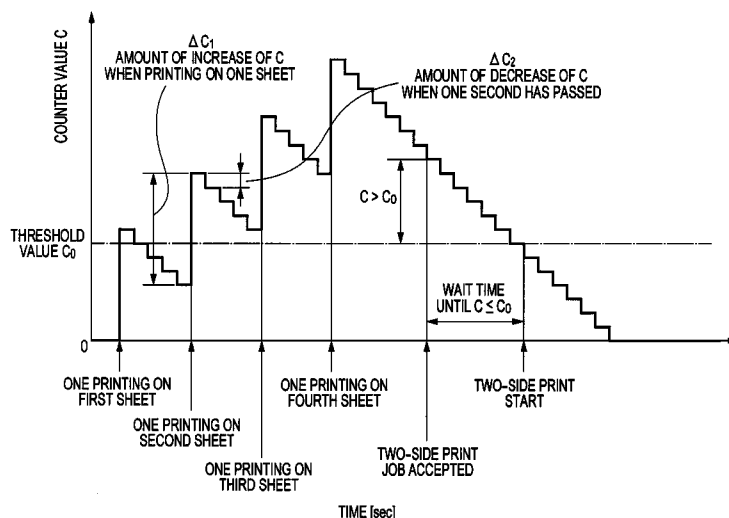 COUNTER VALUE C
ΔC1
AMOUNT OF INCREASE OF C
WHEN PRINTING ON ONE SHEET
ΔC2
AMOUNT OF DECREASE OF C
WHEN ONE SECOND HAS PASSED
C > C0
THRESHOLD
VALUE C0
WAIT TIME
UNTIL C ≤ C0
0
ONE PRINTING ON
FIRST SHEET
ONE PRINTING ON
SECOND SHEET
ONE PRINTING ON
THIRD SHEET
ONE PRINTING ON
FOURTH SHEET
TWO-SIDE PRINT
JOB ACCEPTED
TWO-SIDE PRINT
START
TIME [sec]